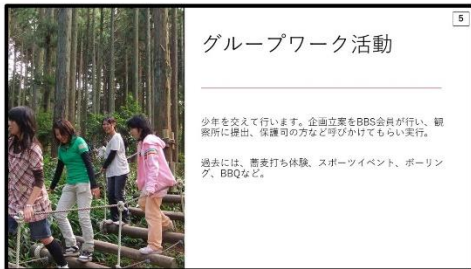 5
グループワーク活動
少年を交えて行います。企画立案をBBS会員が行い、観
察所に提出、保護司の方など呼びかけてもらい実行。
過去には、蕎麦打ち体験、スポーツイベント、ボーリン
グ、BBQなど。